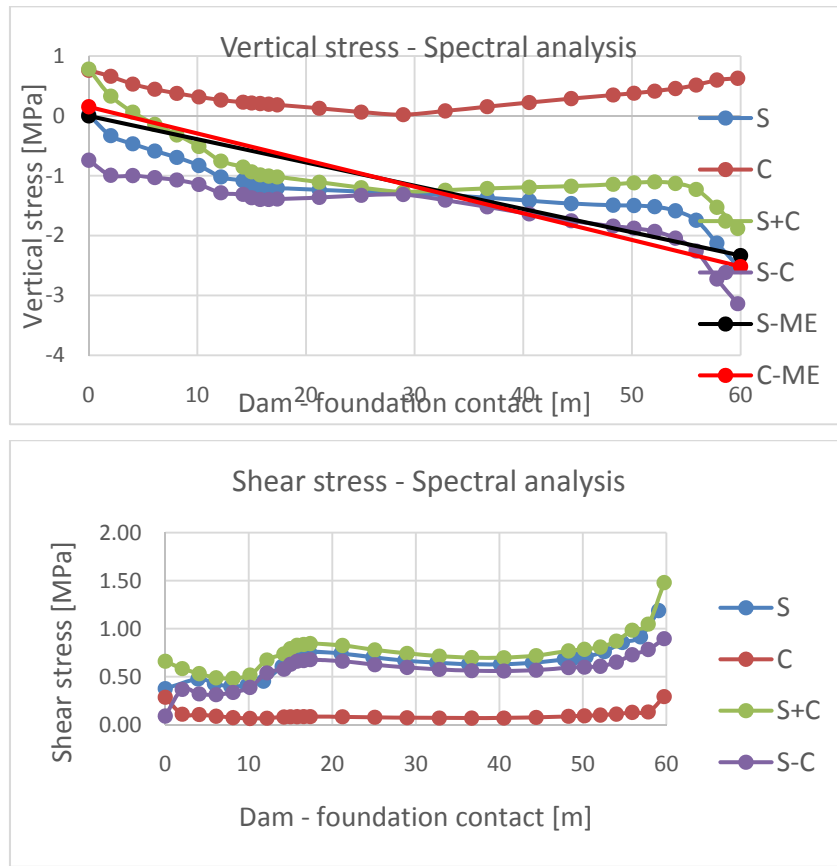 Vertical stress - Spectral analysis
Vertical stress [MPa]
1
0
-1
-2
-3
-4
0 10 20 30 40 50 60
Dam - foundation contact [m]
S
C
S+C
S-C
S-ME
C-ME
Shear stress - Spectral analysis
Shear stress [MPa]
2.00
1.50
1.00
0.50
0.00
0 10 20 30 40 50 60
Dam - foundation contact [m]
S
C
S+C
S-C